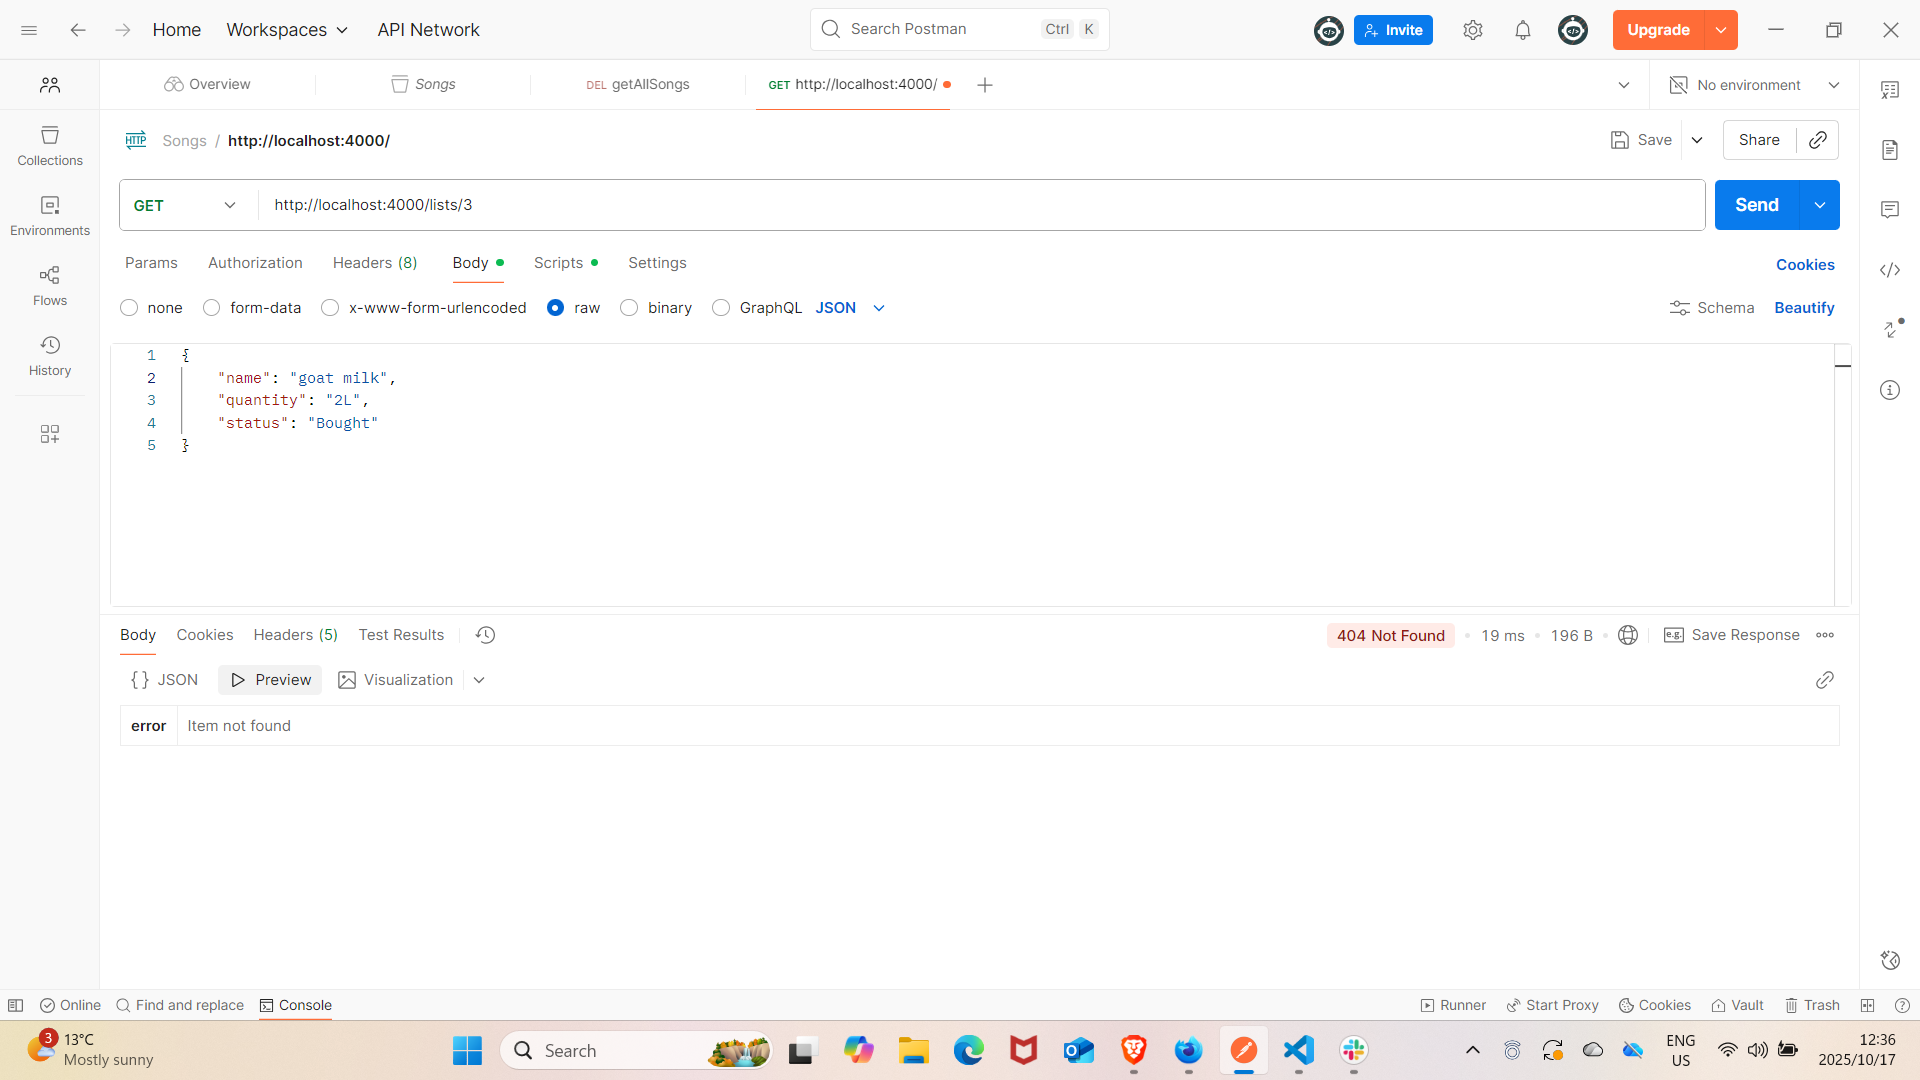 Home Workspaces API Network Search Postman Ctrl K Invite Upgrade
Overview Songs DEL getAllSongs GET http://localhost:4000/ No environment
HTTP Songs / http://localhost:4000/ Save Share
Collections
Environments
Flows
History
GET http://localhost:4000/lists/3 Send
Params Authorization Headers (8) Body Scripts Settings Cookies
none form-data x-www-form-urlencoded raw binary GraphQL JSON Schema Beautify
1 {
2 "name": "goat milk",
3 "quantity": "2L",
4 "status": "Bought"
5 }
Body Cookies Headers (5) Test Results 404 Not Found 19 ms 196 B e.g. Save Response
{} JSON Preview Visualization
error Item not found
Online Find and replace Console Runner Start Proxy Cookies Vault Trash
3 13°C
Mostly sunny
Search
ENG
US
12:36
2025/10/17